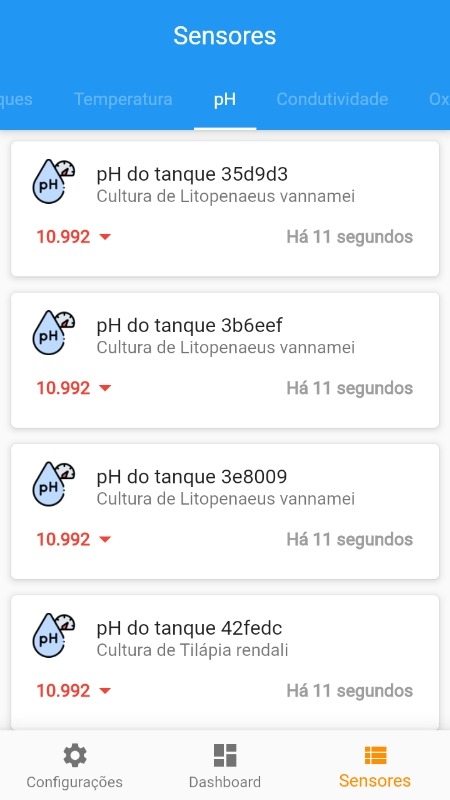 Sensores
ques Temperatura pH Condutividade Ox
pH do tanque 35d9d3
pH
Cultura de Litopenaeus vannamei
10.992 Há 11 segundos
pH do tanque 3b6eef
pH
Cultura de Litopenaeus vannamei
10.992 Há 11 segundos
pH do tanque 3e8009
pH
Cultura de Litopenaeus vannamei
10.992 Há 11 segundos
pH do tanque 42fedc
pH
Cultura de Tilápia rendali
10.992 Há 11 segundos
Configurações Dashboard Sensores